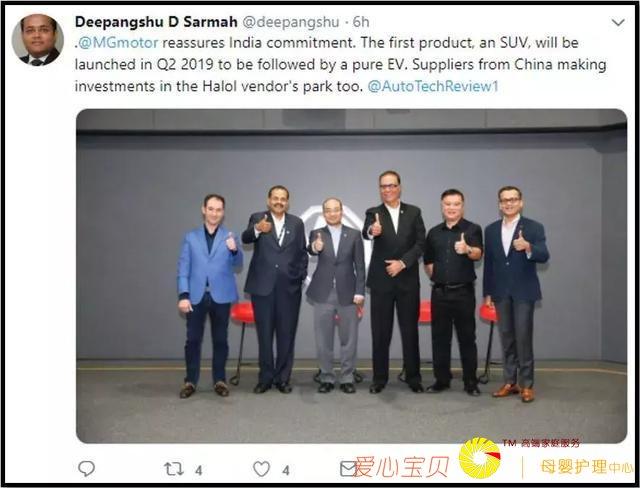 Deepangshu D Sarmah @deepangshu · 6h
.@MGmotor reassures India commitment. The first product, an SUV, will be
launched in Q2 2019 to be followed by a pure EV. Suppliers from China making
investments in the Halol vendor's park too. @AutoTechReview1
4 4
爱心宝贝 TM 高端家庭服务
母婴护理中心